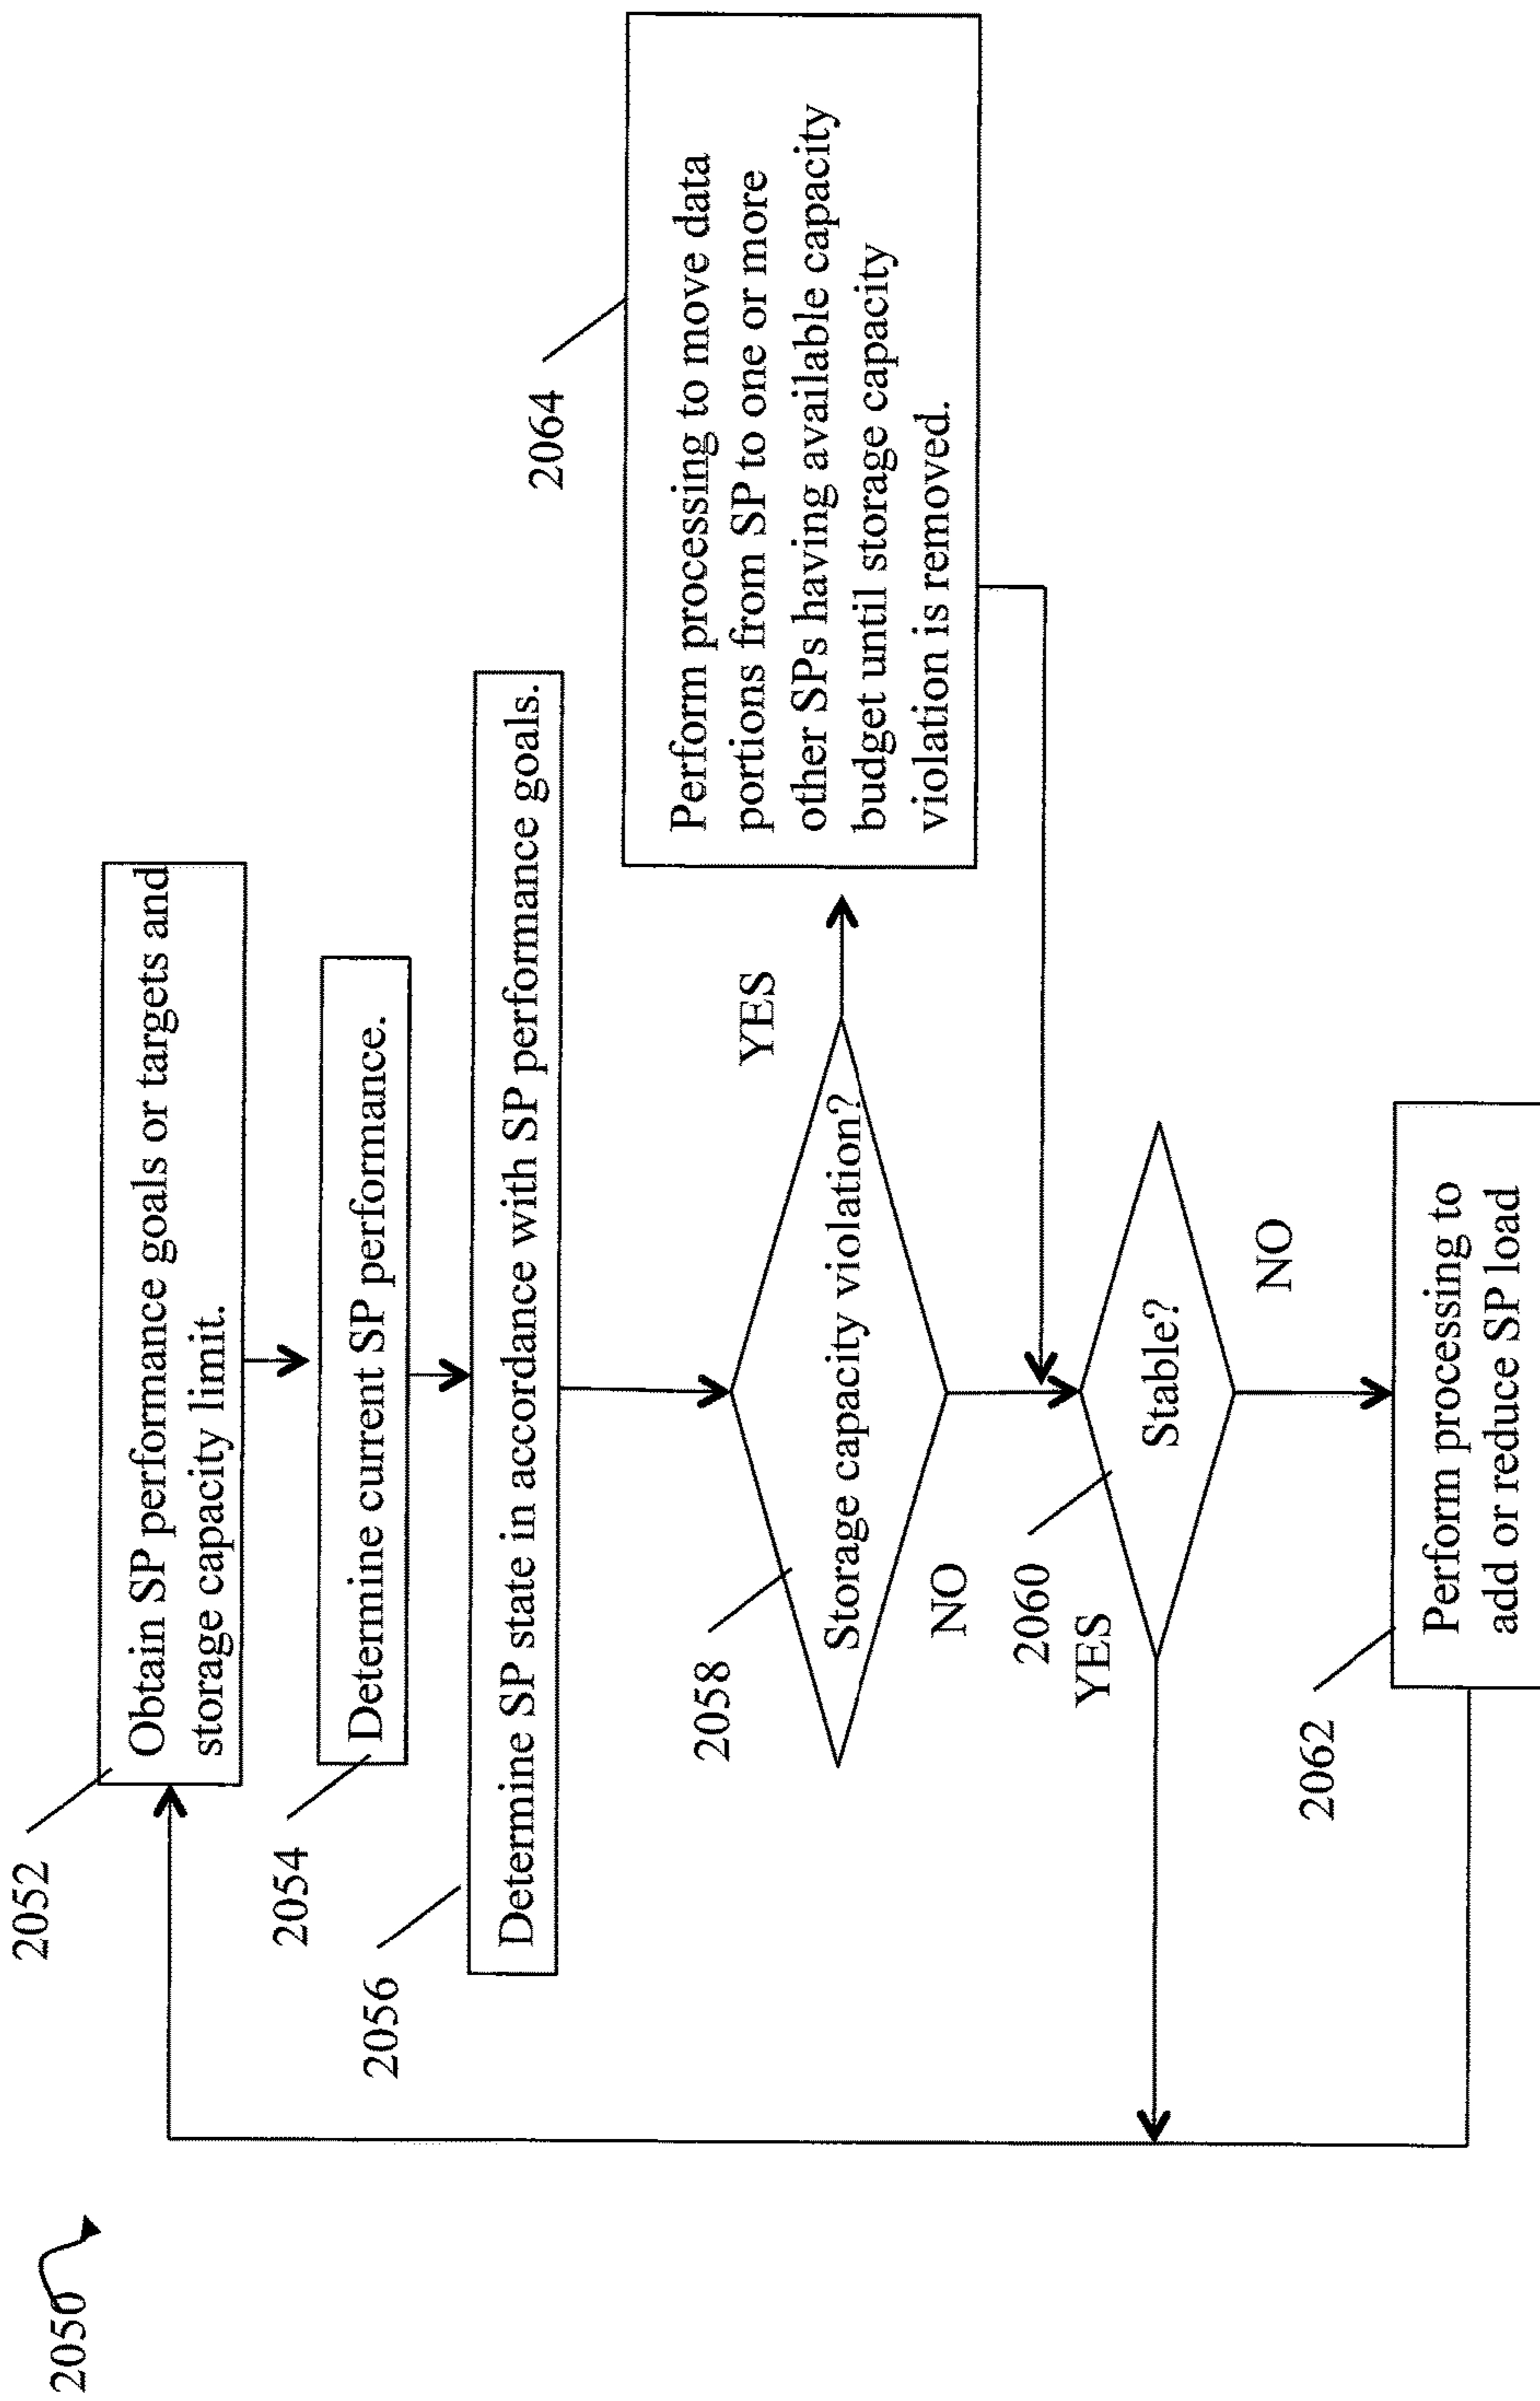 2050
2052
Obtain SP performance goals or targets and
storage capacity limit.
2054
Determine current SP performance.
2056
Determine SP state in accordance with SP performance goals.
2058
Storage capacity violation?
YES
2064
Perform processing to move data
portions from SP to one or more
other SPs having available capacity
budget until storage capacity
violation is removed.
NO
2060
Stable?
YES
NO
2062
Perform processing to
add or reduce SP load